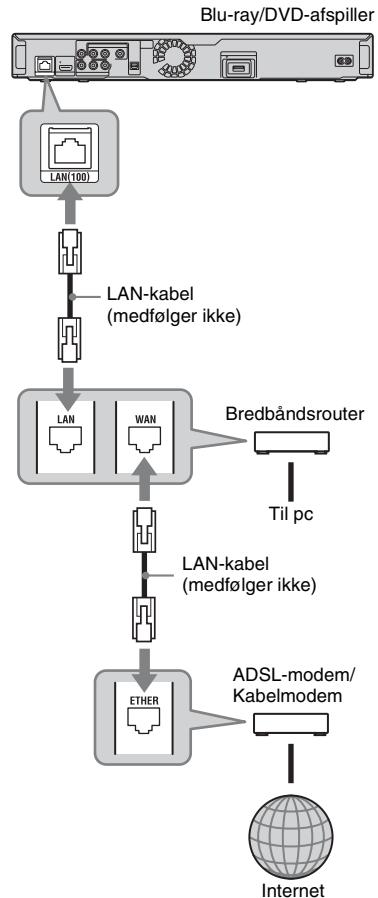 Blu-ray/DVD-afspiller
LAN(100)
LAN-kabel
(medfølger ikke)
LAN
WAN
Bredbåndsrouter
Til pc
LAN-kabel
(medfølger ikke)
ETHER
ADSL-modem/
Kabelmodem
Internet